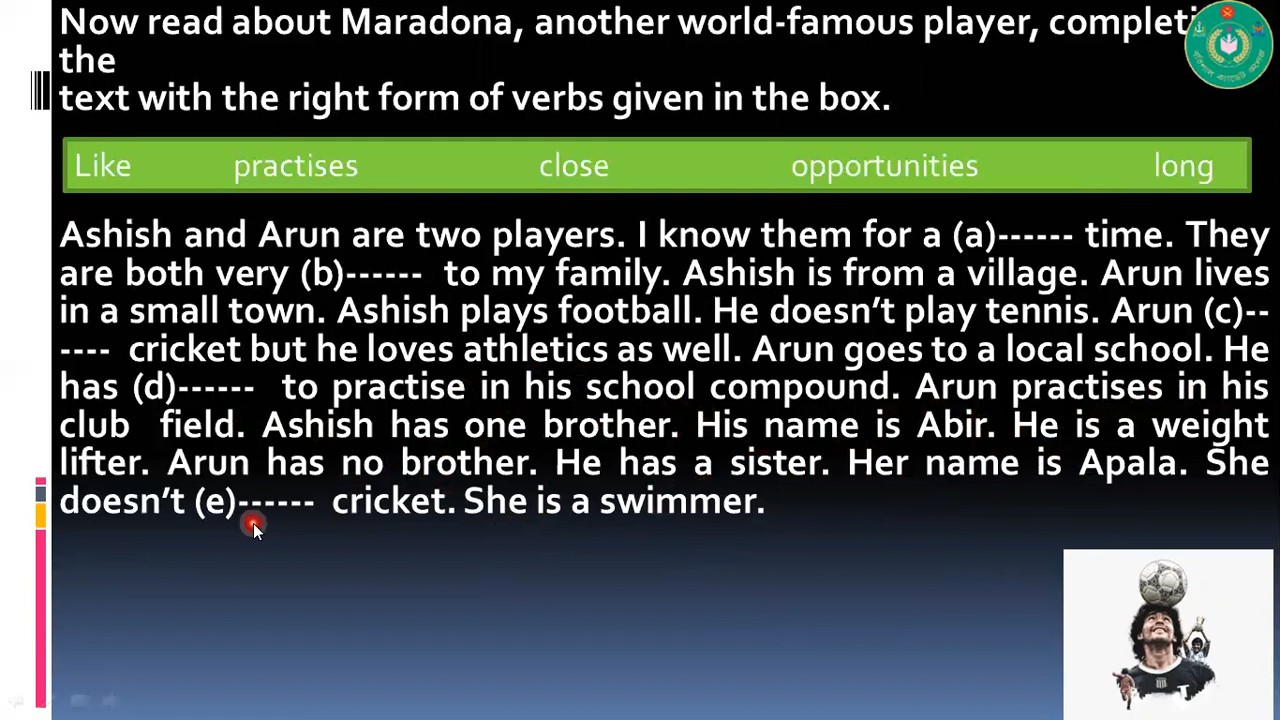 Now read about Maradona, another world-famous player, completi
the
text with the right form of verbs given in the box.
Like practises close opportunities long
Ashish and Arun are two players. I know them for a (a)------ time. They
are both very (b)------ to my family. Ashish is from a village. Arun lives
in a small town. Ashish plays football. He doesn’t play tennis. Arun (c)--
---- cricket but he loves athletics as well. Arun goes to a local school. He
has (d)------ to practise in his school compound. Arun practises in his
club field. Ashish has one brother. His name is Abir. He is a weight
lifter. Arun has no brother. He has a sister. Her name is Apala. She
doesn’t (e)------ cricket. She is a swimmer.